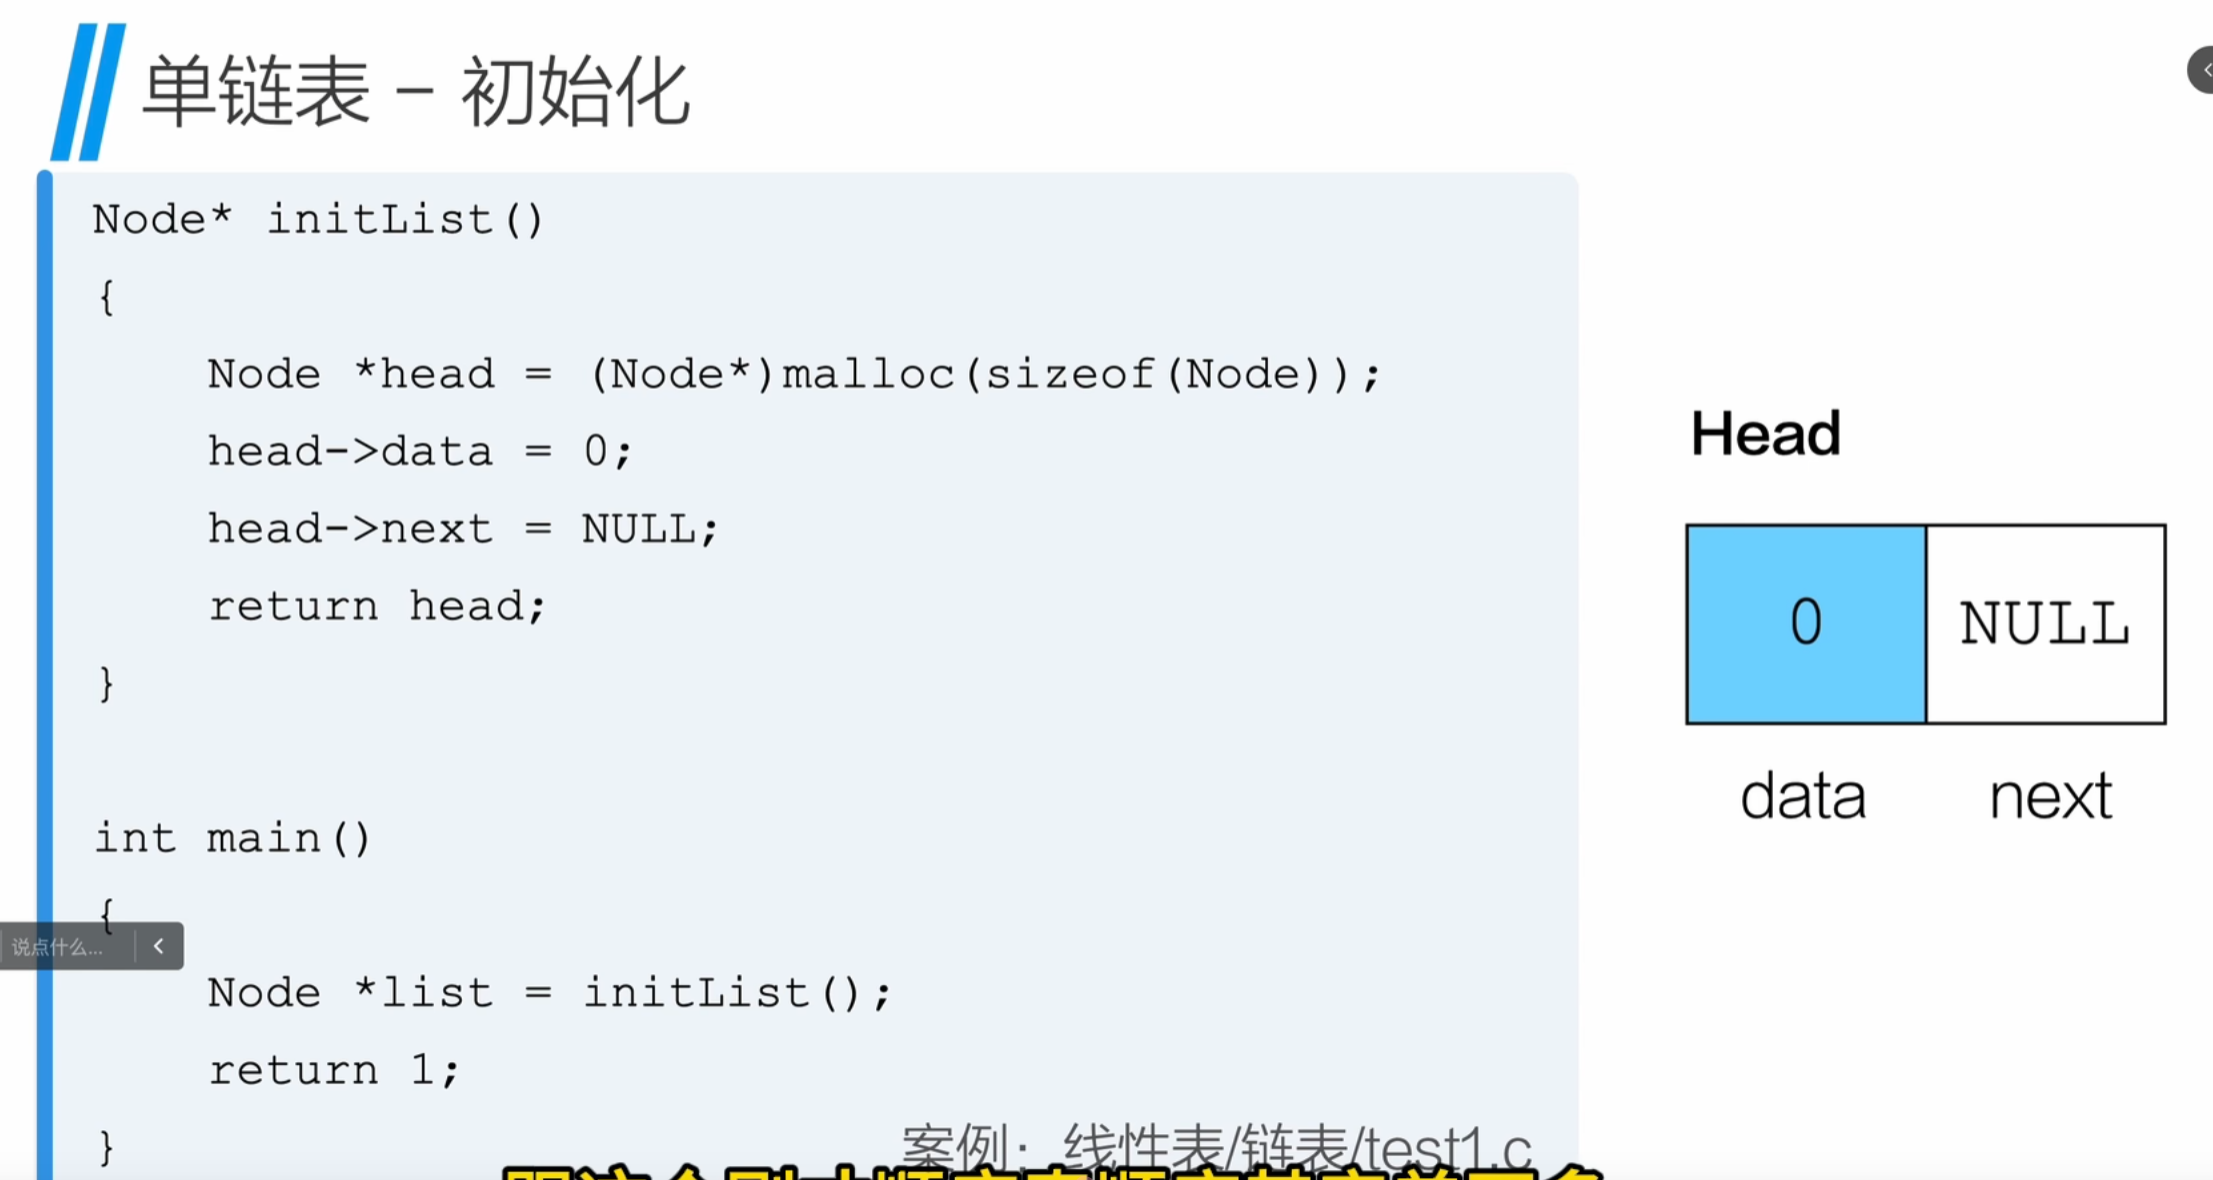 单链表 - 初始化
Node* initList()
{
Node *head = (Node*)malloc(sizeof(Node));
head->data = 0;
head->next = NULL;
return head;
}
int main()
{
Node *list = initList();
return 1;
}
Head
0 NULL
data next
说点什么...
案例：线性表/链表/test1.c